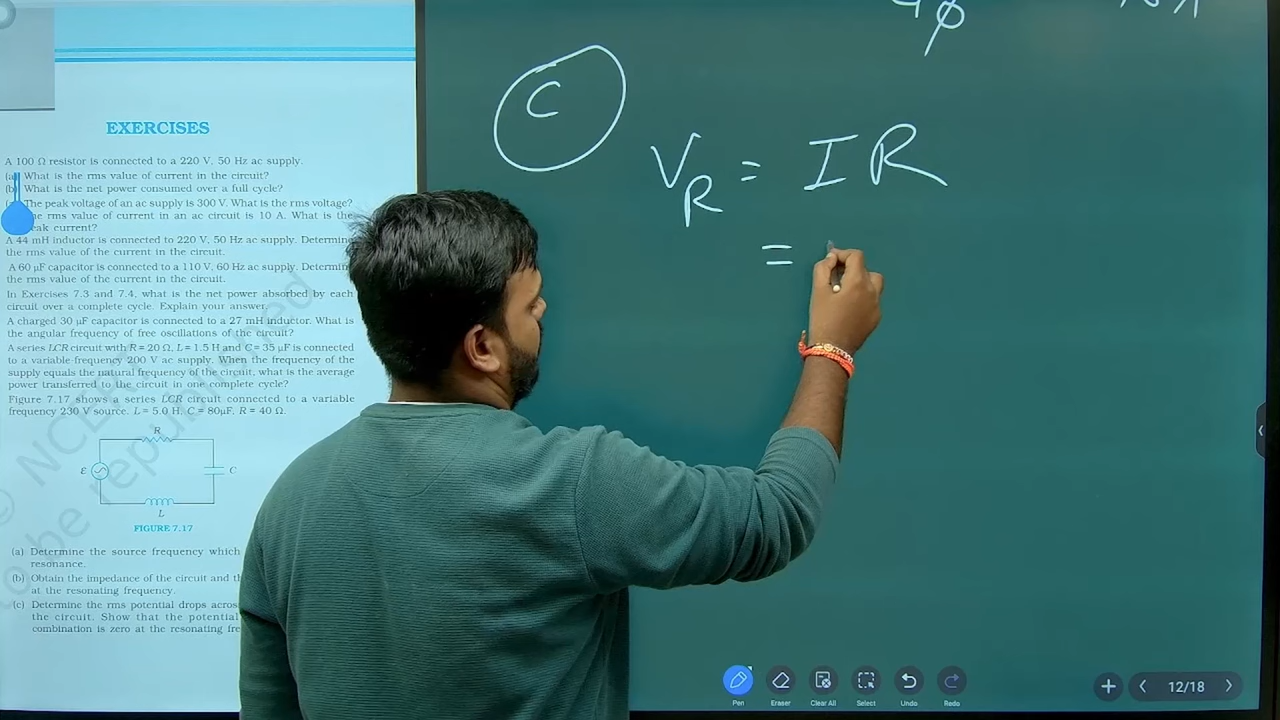 EXERCISES
A 100 Ω resistor is connected to a 220 V, 50 Hz ac supply.
(a) What is the rms value of current in the circuit?
(b) What is the net power consumed over a full cycle?
The peak voltage of an ac supply is 300 V. What is the rms voltage?
rms value of current in an ac circuit is 10 A. What is the
current?
A 44 mH inductor is connected to 220 V, 50 Hz ac supply. Determine
the rms value of the current in the circuit.
A 60 μF capacitor is connected to a 110 V, 60 Hz ac supply. Determine
the rms value of the current in the circuit.
In Exercises 7.3 and 7.4, what is the net power absorbed by each
circuit over a complete cycle. Explain your answer.
A charged 30 μF capacitor is connected to a 27 mH inductor. What is
the angular frequency of free oscillations of the circuit?
A series LCR circuit with R = 20 Ω, L = 1.5 H and C = 35 μF is connected
to a variable-frequency 200 V ac supply. When the frequency of the
supply equals the natural frequency of the circuit, what is the average
power transferred to the circuit in one complete cycle?
Figure 7.17 shows a series LCR circuit connected to a variable
frequency 230 V source. L = 5.0 H, C = 80μF, R = 40 Ω.
R
ε
C
L
FIGURE 7.17
(a) Determine the source frequency which
resonance.
(b) Obtain the impedance of the circuit and
at the resonating frequency.
(c) Determine the rms potential drops
the circuit. Show that the potential
combination is zero at the resonating
C
V_R = I R
=
Pen Eraser Clear All Select Undo Redo
12/18